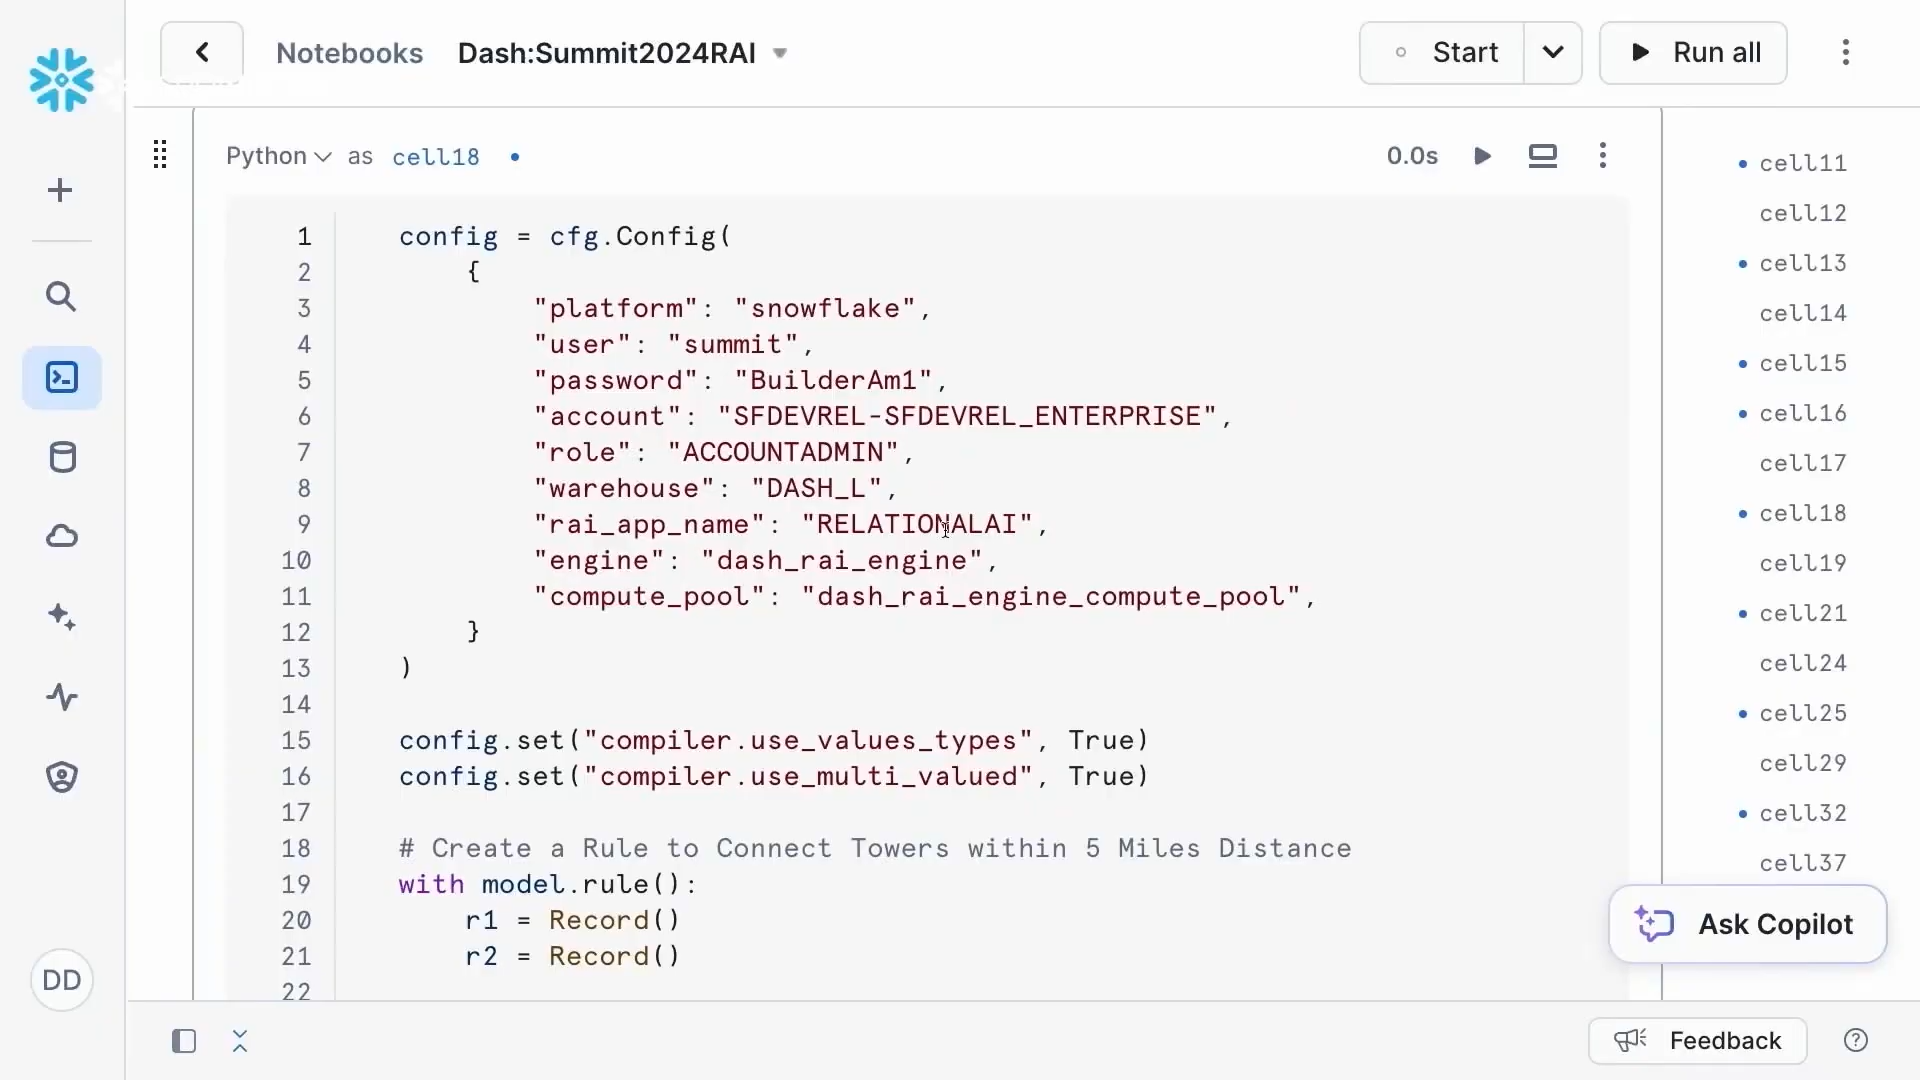 Notebooks Dash:Summit2024RAI Start Run all
Python as cell18 0.0s
1 config = cfg.Config(
2 {
3 "platform": "snowflake",
4 "user": "summit",
5 "password": "BuilderAm1",
6 "account": "SFDEVREL-SFDEVREL_ENTERPRISE",
7 "role": "ACCOUNTADMIN",
8 "warehouse": "DASH_L",
9 "rai_app_name": "RELATIONALAI",
10 "engine": "dash_rai_engine",
11 "compute_pool": "dash_rai_engine_compute_pool",
12 }
13 )
14
15 config.set("compiler.use_values_types", True)
16 config.set("compiler.use_multi_valued", True)
17
18 # Create a Rule to Connect Towers within 5 Miles Distance
19 with model.rule():
20 r1 = Record()
21 r2 = Record()
22
cell11
cell12
cell13
cell14
cell15
cell16
cell17
cell18
cell19
cell21
cell24
cell25
cell29
cell32
cell37
Ask Copilot
DD
Feedback